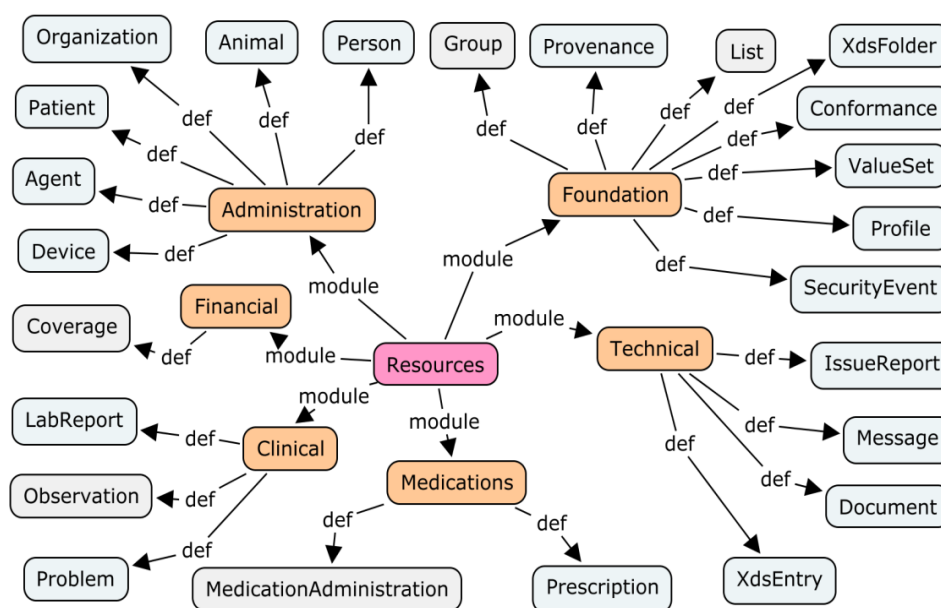 Organization
Animal
Person
Group
Provenance
List
XdsFolder
Patient
def
def
def
def
def
def
def
Conformance
def
def
Agent
def
Administration
Foundation
def
ValueSet
Device
def
def
Profile
module
module
def
SecurityEvent
Financial
Coverage
def
module
Resources
module
Technical
def
IssueReport
LabReport
def
module
Clinical
module
def
Message
Observation
def
Medications
def
def
Document
Problem
def
def
def
MedicationAdministration
Prescription
XdsEntry